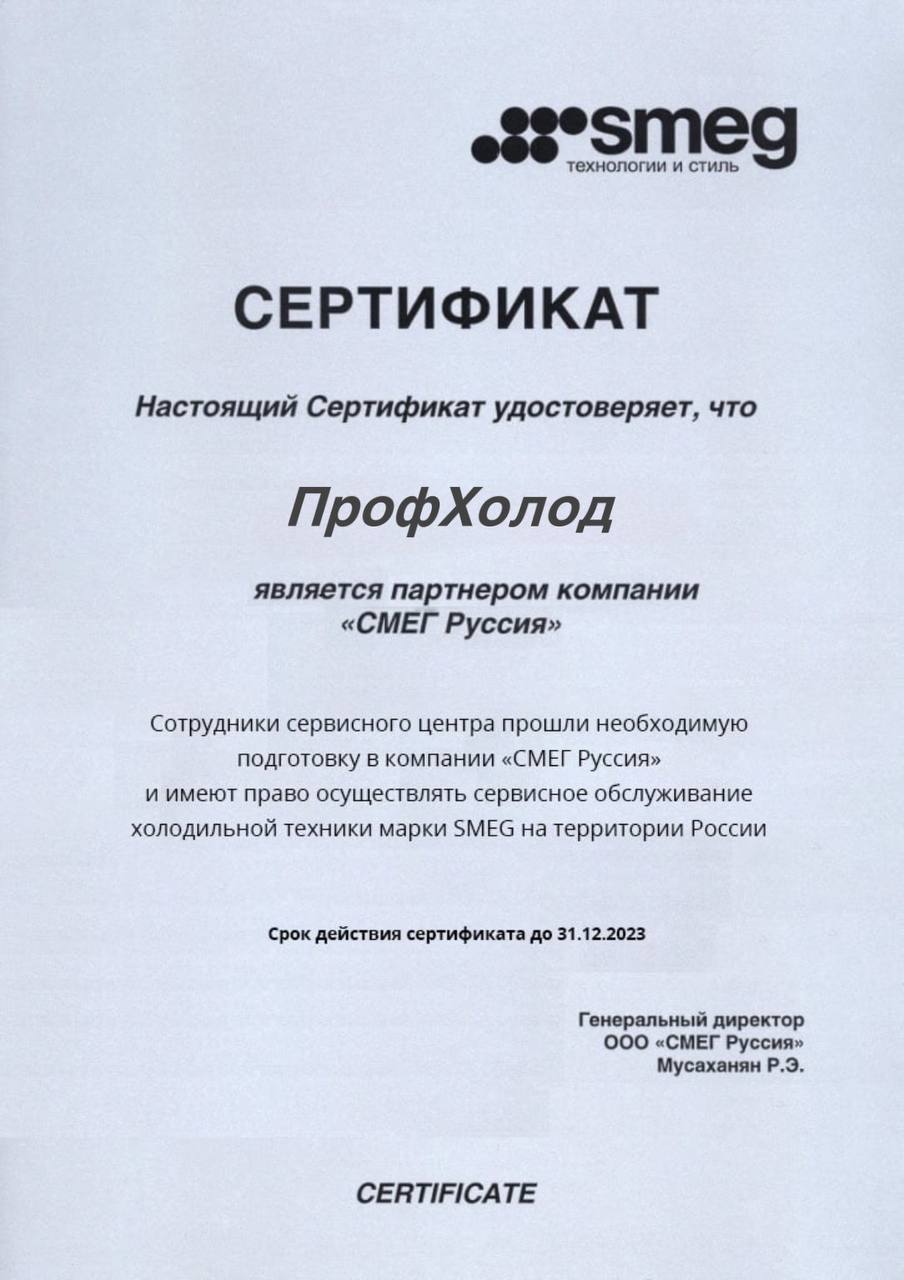 smeg
технологии и стиль
СЕРТИФИКАТ
Настоящий Сертификат удостоверяет, что
ПрофХолод
является партнером компании
«СМЕГ Руссия»
Сотрудники сервисного центра прошли необходимую
подготовку в компании «СМЕГ Руссия»
и имеют право осуществлять сервисное обслуживание
холодильной техники марки SMEG на территории России
Срок действия сертификата до 31.12.2023
Генеральный директор
ООО «СМЕГ Руссия»
Мусаханян Р.Э.
CERTIFICATE